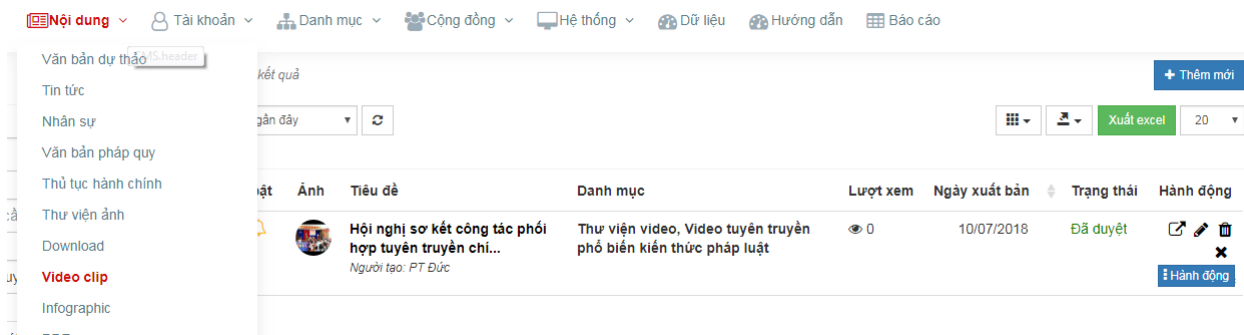 Nội dung Tài khoản Danh mục Cộng đồng Hệ thống Dữ liệu Hướng dẫn Báo cáo
Văn bản dự thảo
MS.header
kết quả
Thêm mới
Tin tức
gần đây
Xuất excel 20
Nhân sự
Văn bản pháp quy
Thủ tục hành chính
Ảnh Tiêu đề Danh mục Lượt xem Ngày xuất bản Trạng thái Hành động
Thư viện ảnh
Hội nghị sơ kết công tác phối Thư viện video, Video tuyên truyền 0 10/07/2018 Đã duyệt
Download
hợp tuyên truyền chí... phổ biến kiến thức pháp luật
Người tạo: PT Đức
Video clip
Hành động
Infographic